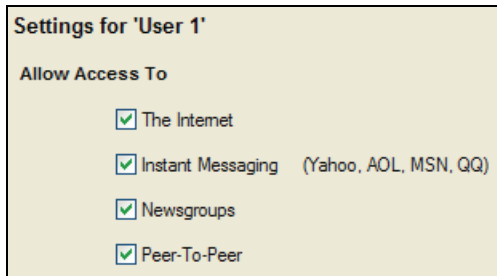 Settings for 'User 1'
Allow Access To
The Internet
Instant Messaging (Yahoo, AOL, MSN, QQ)
Newsgroups
Peer-To-Peer